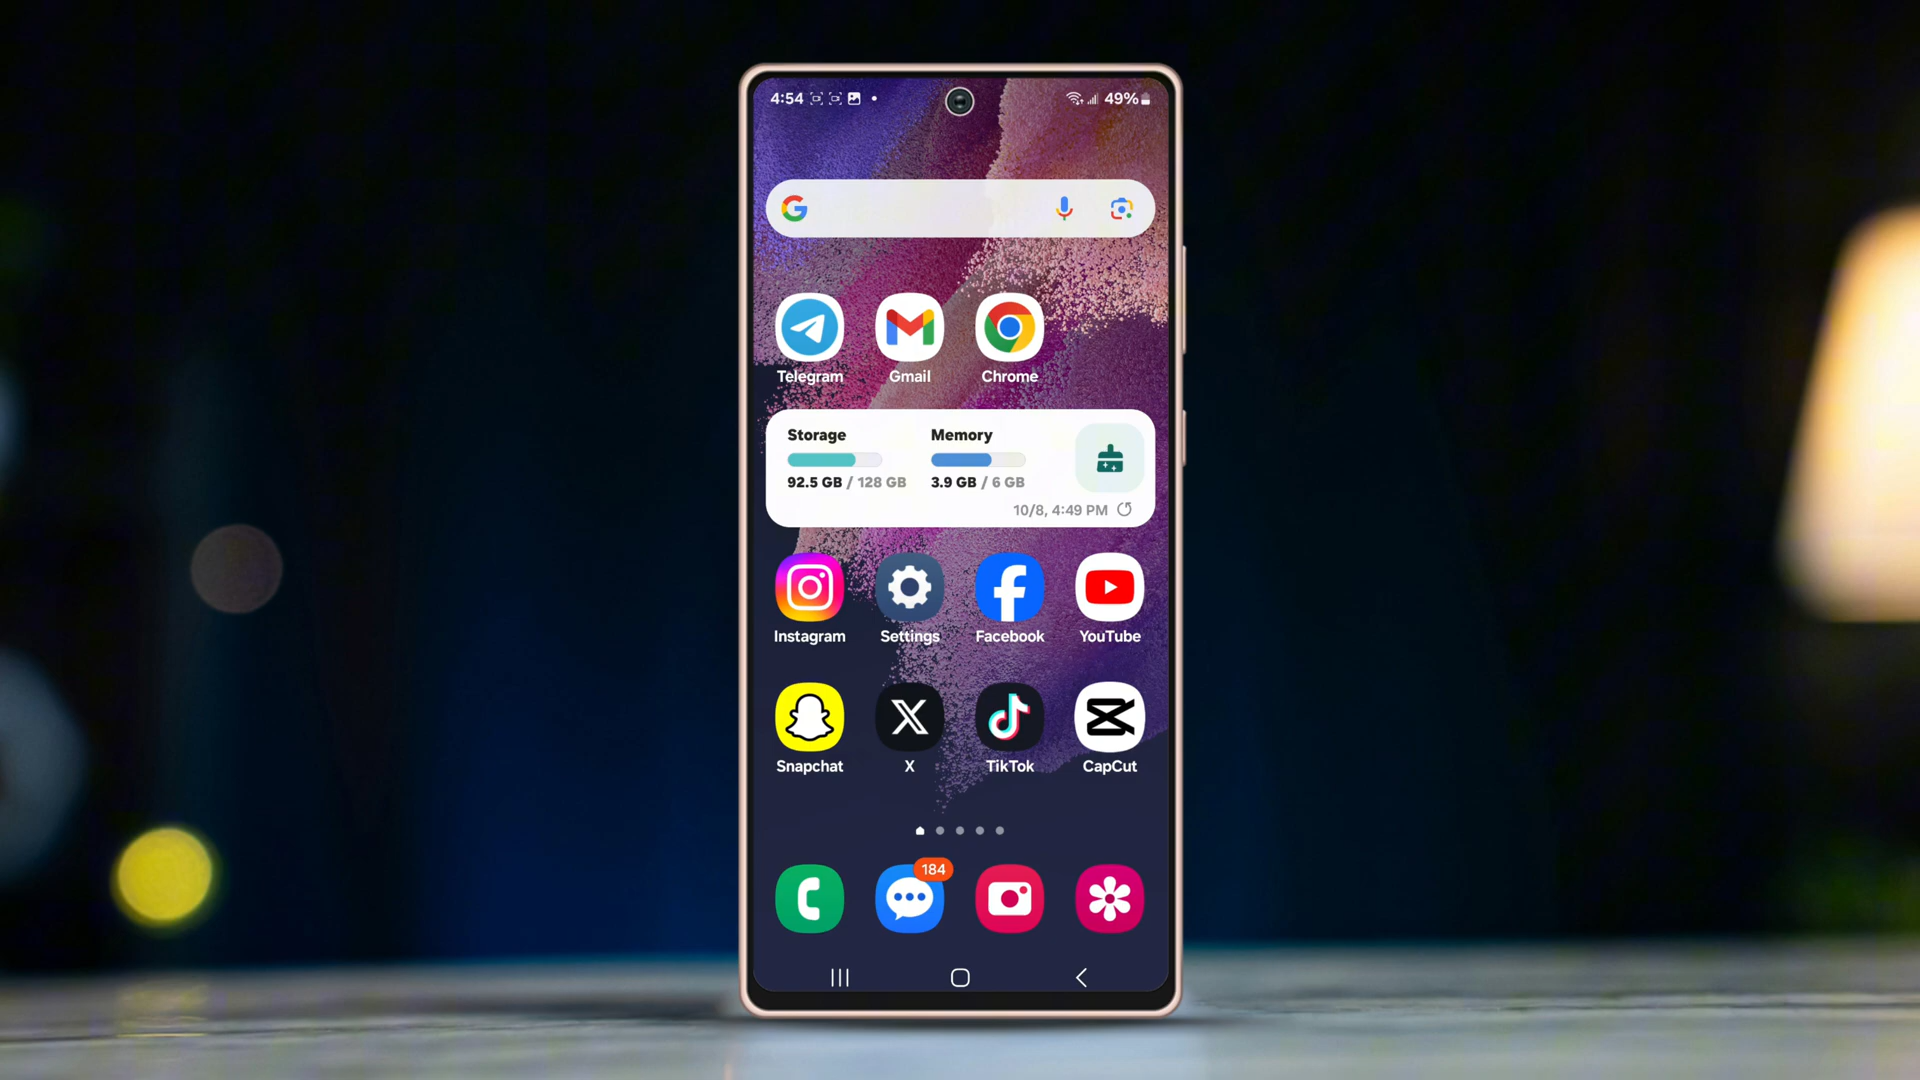 4:54 49%
Telegram Gmail Chrome
Storage Memory
92.5 GB / 128 GB 3.9 GB / 6 GB
10/8, 4:49 PM
Instagram Settings Facebook YouTube
Snapchat X TikTok CapCut
184